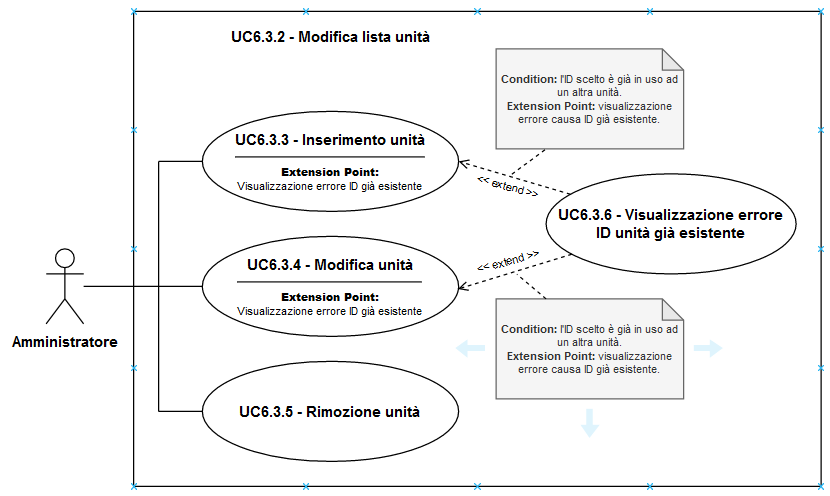 UC6.3.2 - Modifica lista unità
Condition: l'ID scelto è già in uso ad
un altra unità.
Extension Point: visualizzazione
errore causa ID già esistente.
UC6.3.3 - Inserimento unità
Extension Point:
Visualizzazione errore ID già esistente
<< extend >>
UC6.3.6 - Visualizzazione errore
ID unità già esistente
UC6.3.4 - Modifica unità
Extension Point:
Visualizzazione errore ID già esistente
<< extend >>
Condition: l'ID scelto è già in uso ad
un altra unità.
Extension Point: visualizzazione
errore causa ID già esistente.
Amministratore
UC6.3.5 - Rimozione unità